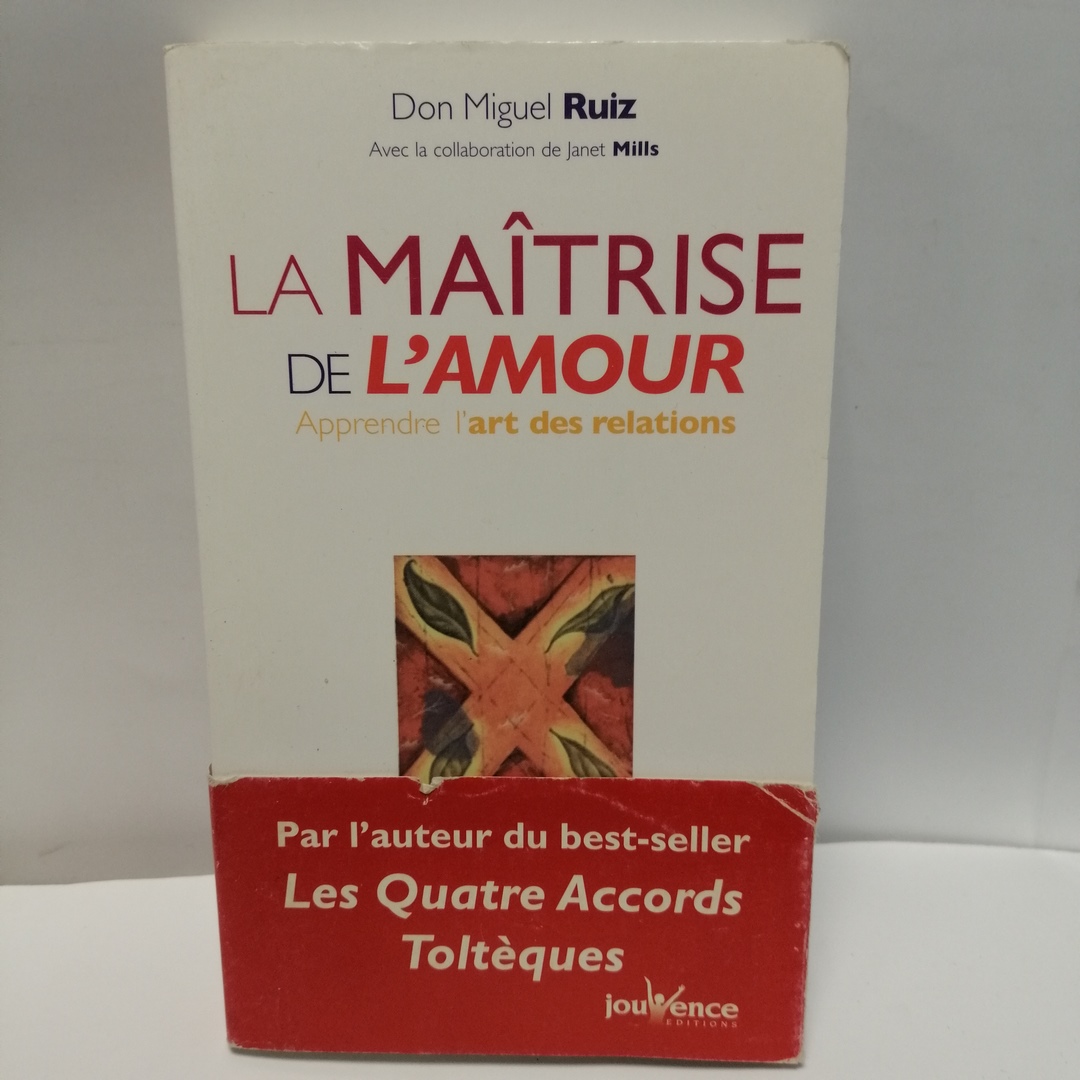 Don Miguel Ruiz
Avec la collaboration de Janet Mills
LA MAÎTRISE
DE L'AMOUR
Apprendre l'art des relations
Par l'auteur du best-seller
Les Quatre Accords
Toltèques
jouvence
EDITIONS